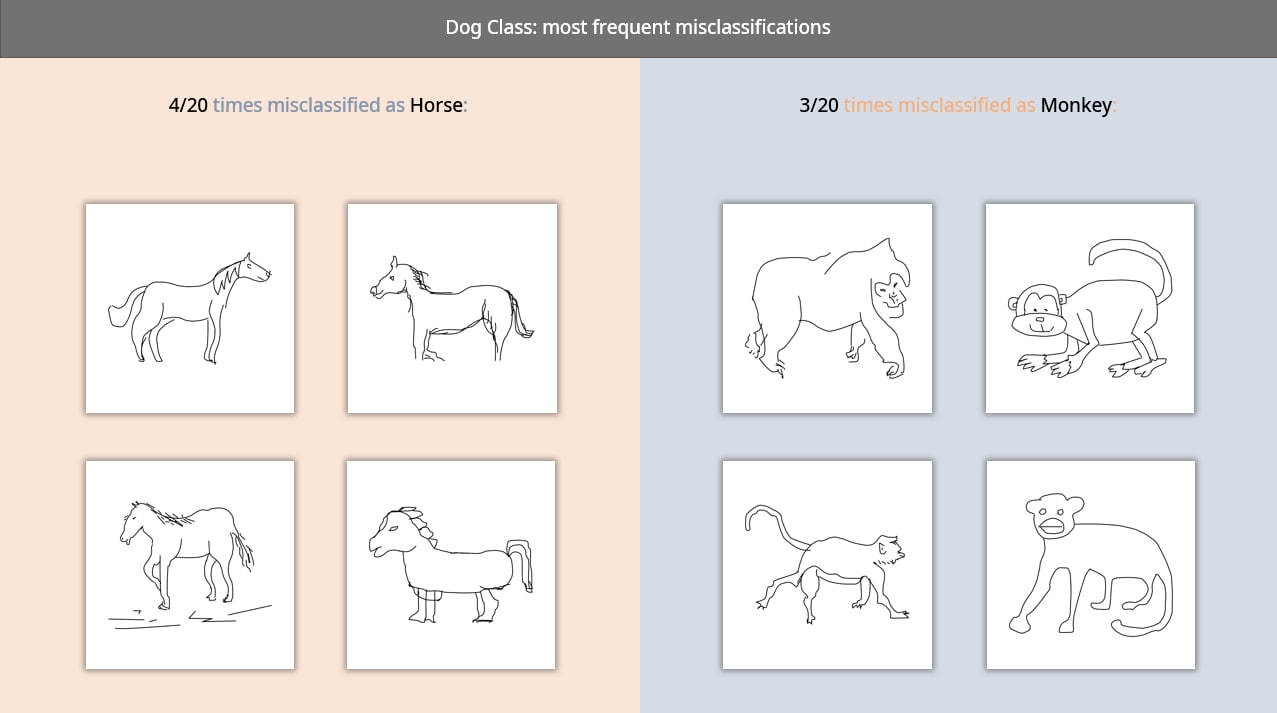 Dog Class: most frequent misclassifications
4/20 times misclassified as Horse:
3/20 times misclassified as Monkey: